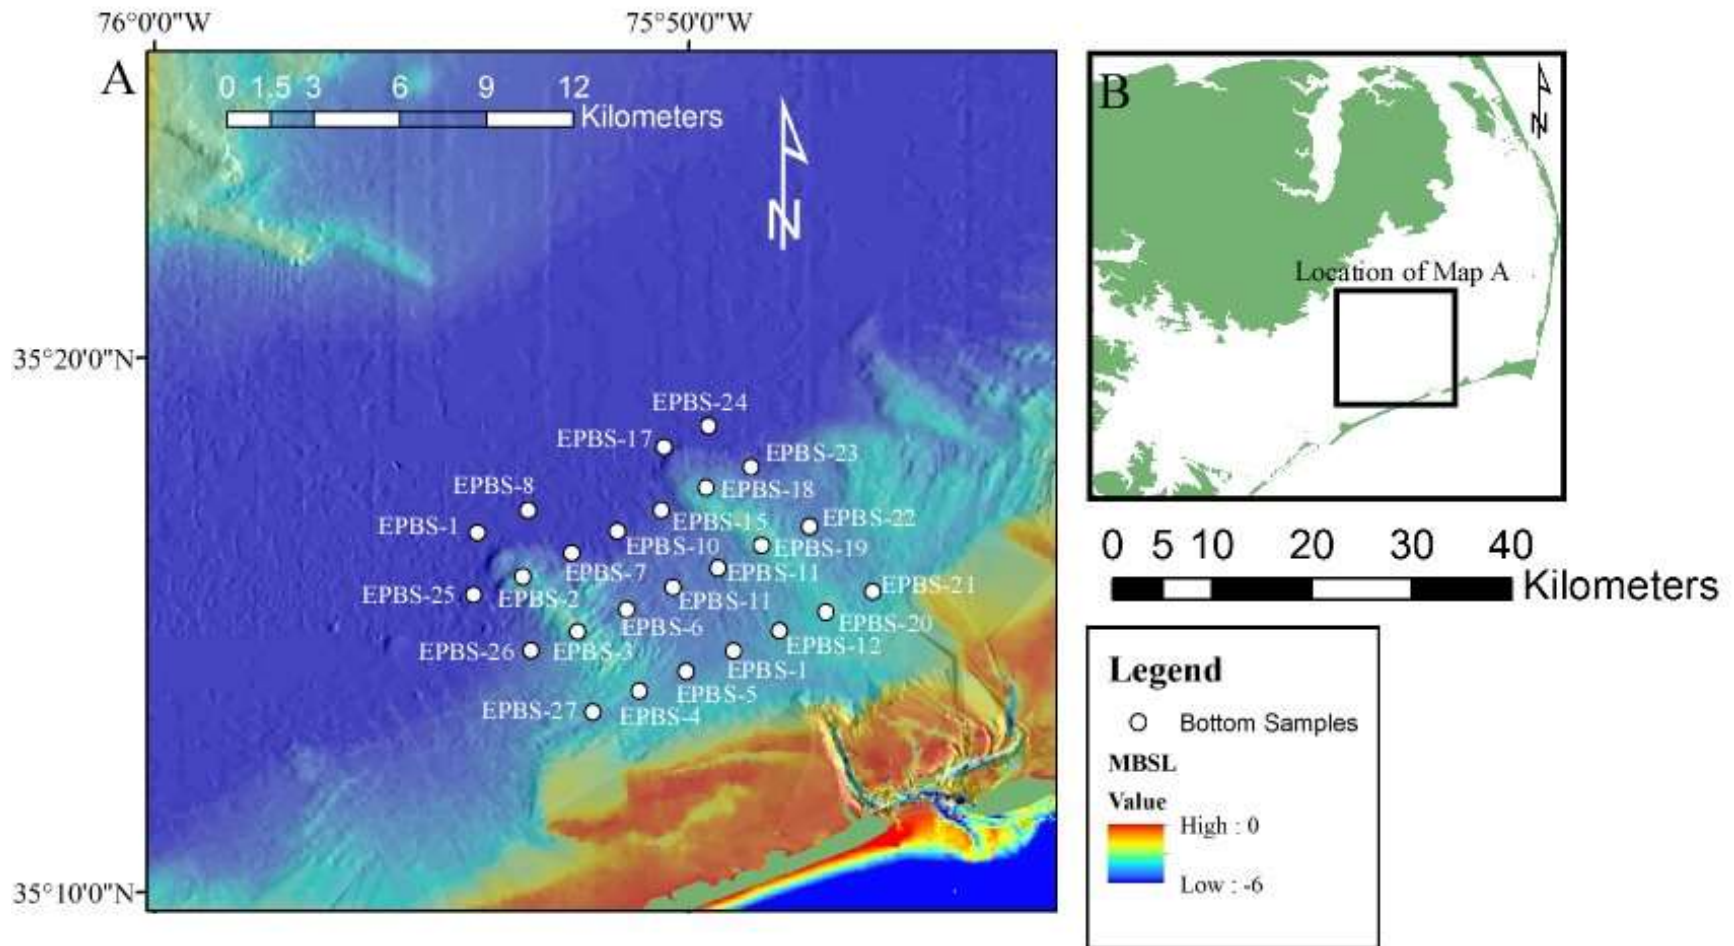 76°0'0"W 75°50'0"W
A
0 1.5 3 6 9 12
Kilometers
N
35°20'0"N
35°10'0"N
EPBS-24
EPBS-17
EPBS-23
EPBS-8
EPBS-18
EPBS-1
EPBS-15
EPBS-22
EPBS-10
EPBS-19
EPBS-7
EPBS-11
EPBS-25
EPBS-2
EPBS-21
EPBS-11
EPBS-6
EPBS-20
EPBS-26
EPBS-3
EPBS-12
EPBS-1
EPBS-5
EPBS-27
EPBS-4
B
N
Location of Map A
0 5 10 20 30 40
Kilometers
Legend
Bottom Samples
MBSL
Value
High : 0
Low : -6